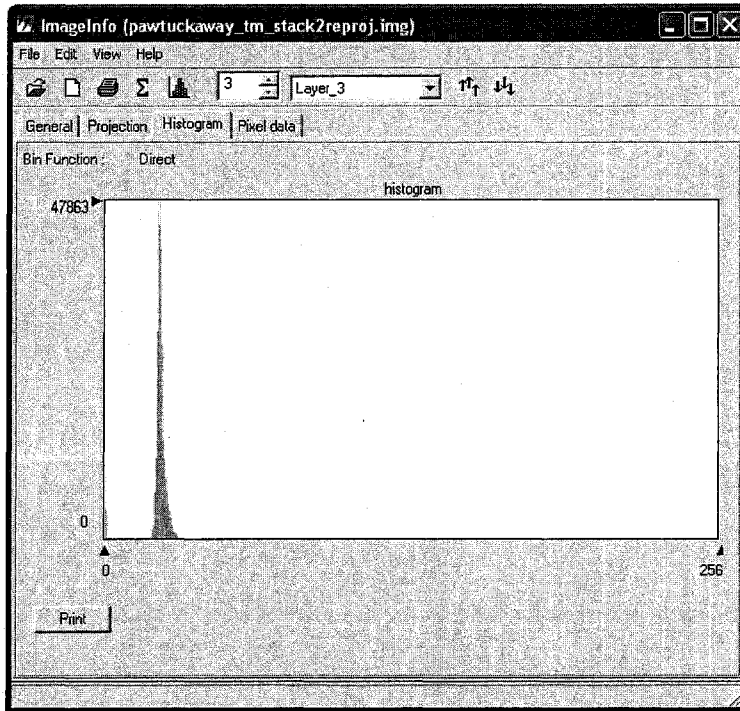 ImageInfo (pawtuckaway_tm_stack2reproj.img)
File Edit View Help
Σ 3 Layer_3
General Projection Histogram Pixel data
Bin Function : Direct
histogram
47863
0
0 256
Print